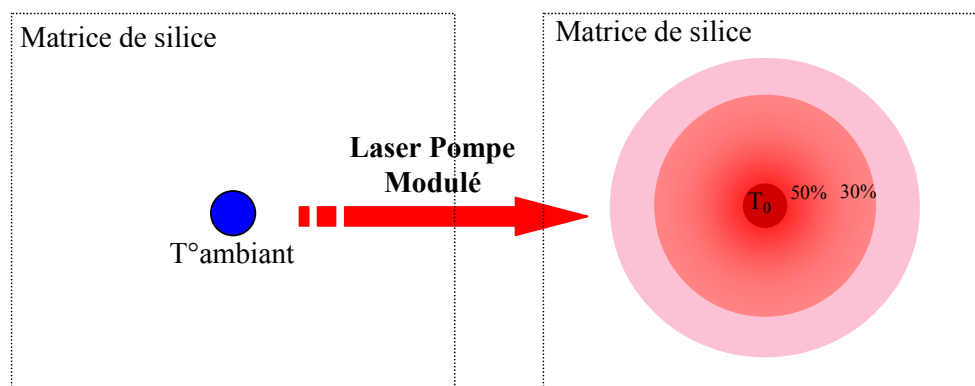 Matrice de silice
T°ambiant
Laser Pompe
Modulé
Matrice de silice
T0 50% 30%